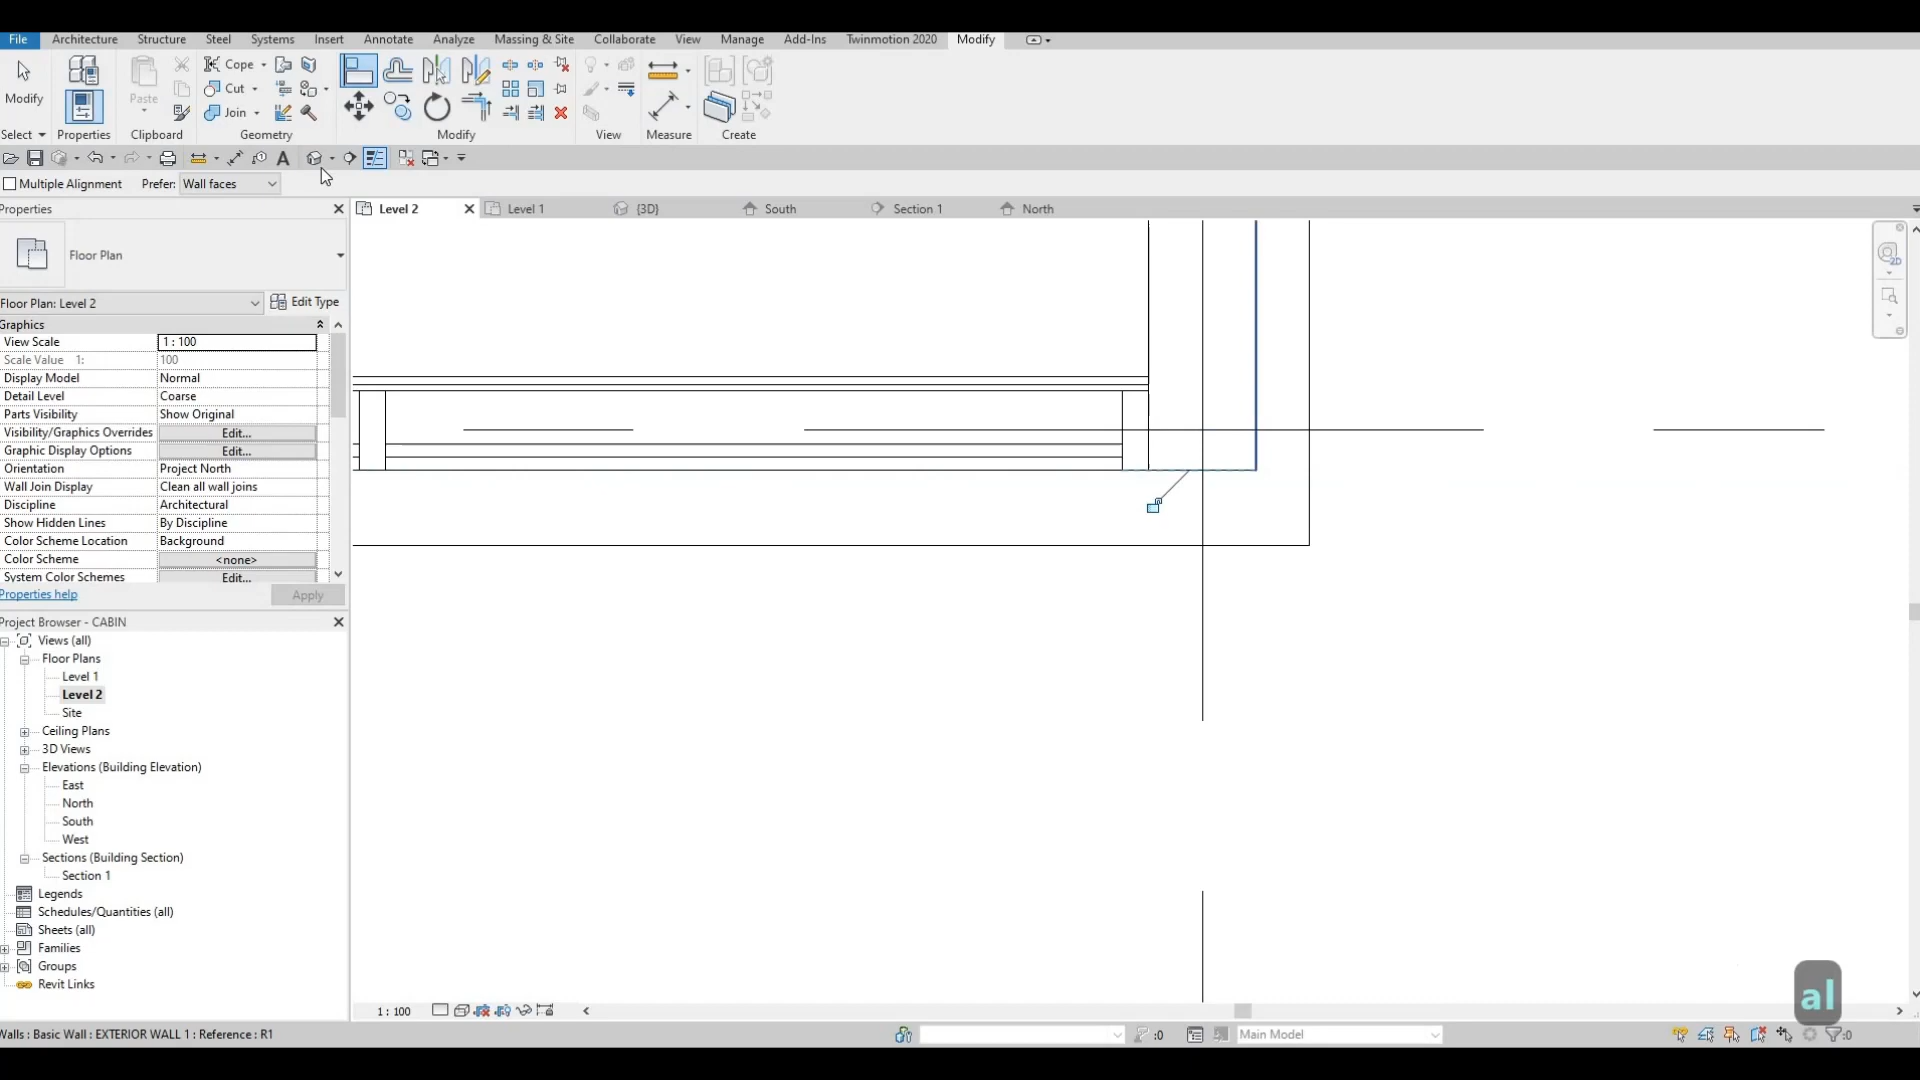 File Architecture Structure Steel Systems Insert Annotate Analyze Massing & Site Collaborate View Manage Add-Ins Twinmotion 2020 Modify
Cope
Cut
Join
Modify Paste
Select Properties Clipboard Geometry Modify View Measure Create
A
Multiple Alignment Prefer: Wall faces
Properties
Level 2 Level 1 {3D} South Section 1 North
Floor Plan
2D
Floor Plan: Level 2 Edit Type
Graphics
View Scale 1 : 100
Scale Value 1: 100
Display Model Normal
Detail Level Coarse
Parts Visibility Show Original
Visibility/Graphics Overrides Edit...
Graphic Display Options Edit...
Orientation Project North
Wall Join Display Clean all wall joins
Discipline Architectural
Show Hidden Lines By Discipline
Color Scheme Location Background
Color Scheme <none>
System Color Schemes Edit...
Properties help Apply
Project Browser - CABIN
Views (all)
Floor Plans
Level 1
Level 2
Site
Ceiling Plans
3D Views
Elevations (Building Elevation)
East
North
South
West
Sections (Building Section)
Section 1
Legends
Schedules/Quantities (all)
Sheets (all)
Families
Groups
Revit Links
al
1 : 100
Walls : Basic Wall : EXTERIOR WALL 1 : Reference : R1 :0 Main Model :0